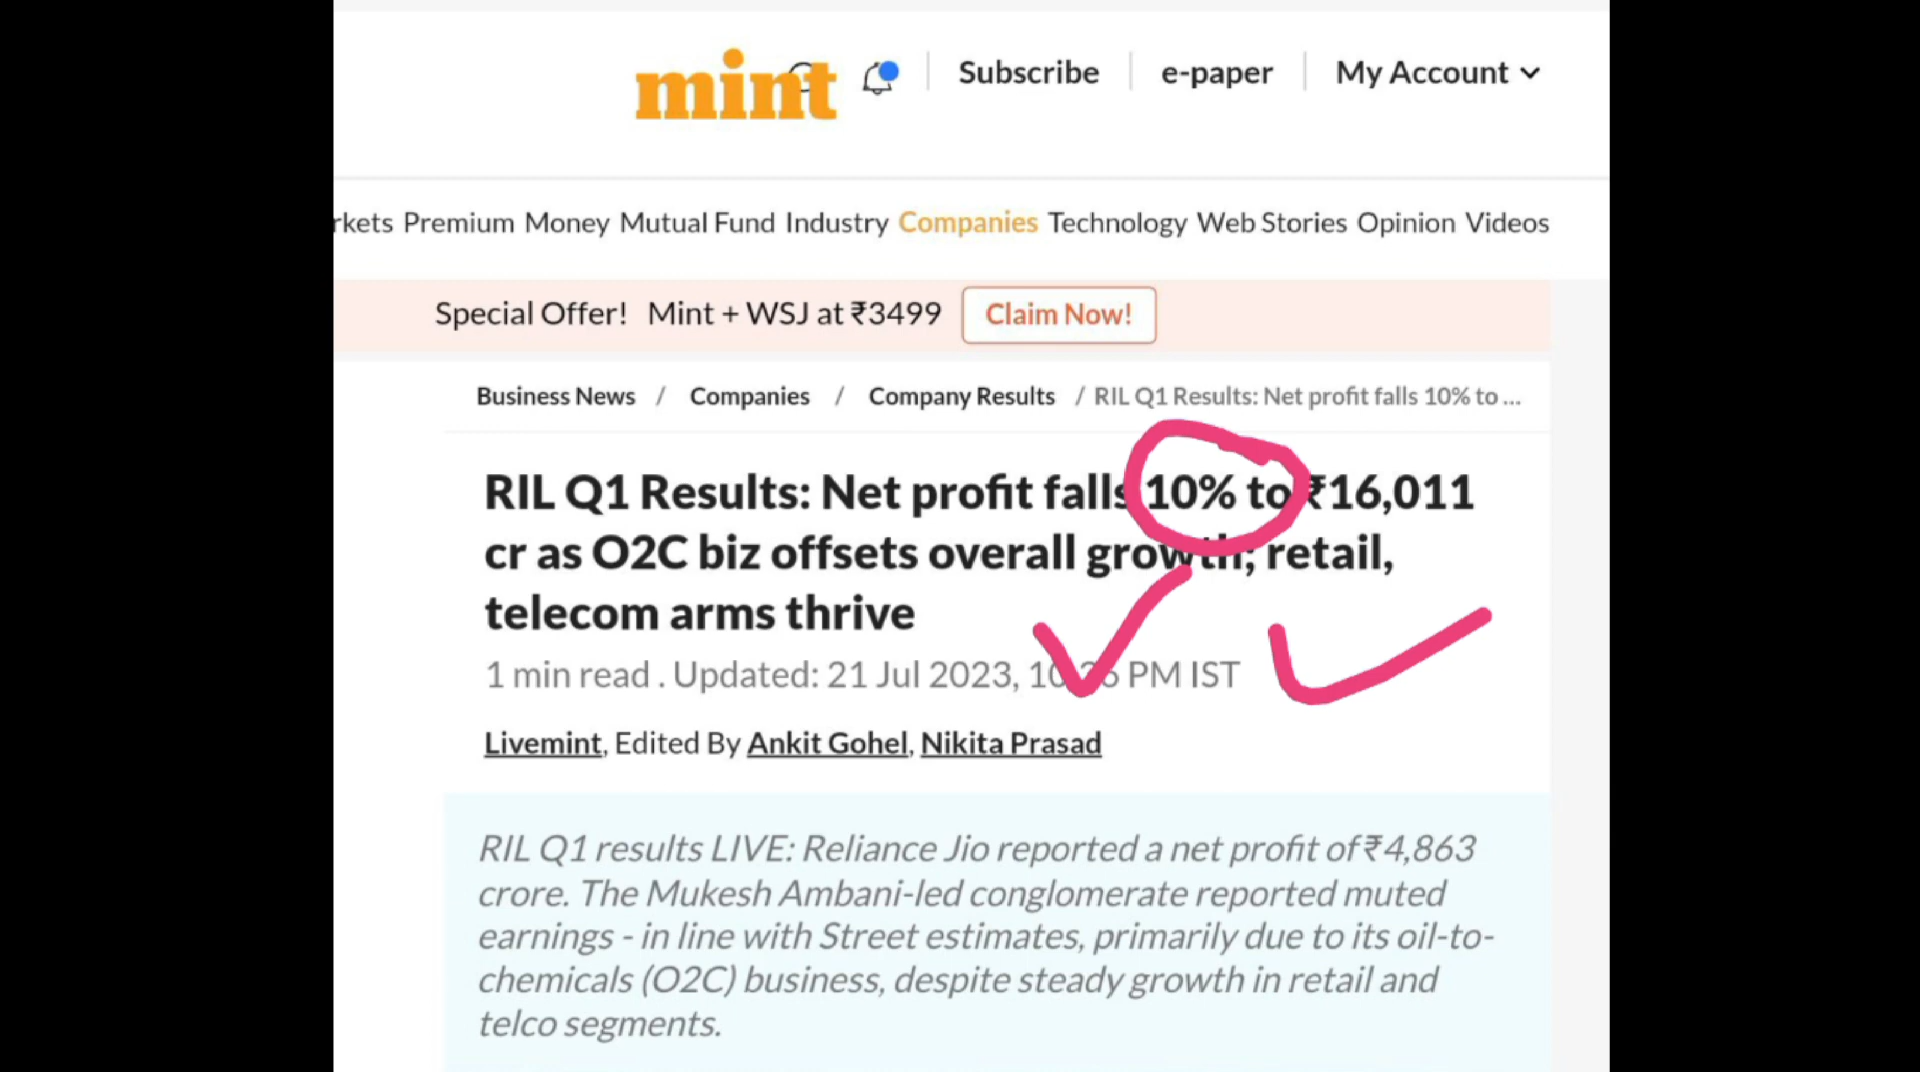 mint
Subscribe
e-paper
My Account
rkets Premium Money Mutual Fund Industry Companies Technology Web Stories Opinion Videos
Special Offer! Mint + WSJ at ₹3499 Claim Now!
Business News / Companies / Company Results / RIL Q1 Results: Net profit falls 10% to ...
RIL Q1 Results: Net profit falls 10% to ₹16,011
cr as O2C biz offsets overall growth; retail,
telecom arms thrive
1 min read . Updated: 21 Jul 2023, PM IST
Livemint, Edited By Ankit Gohel, Nikita Prasad
RIL Q1 results LIVE: Reliance Jio reported a net profit of ₹4,863
crore. The Mukesh Ambani-led conglomerate reported muted
earnings - in line with Street estimates, primarily due to its oil-to-
chemicals (O2C) business, despite steady growth in retail and
telco segments.